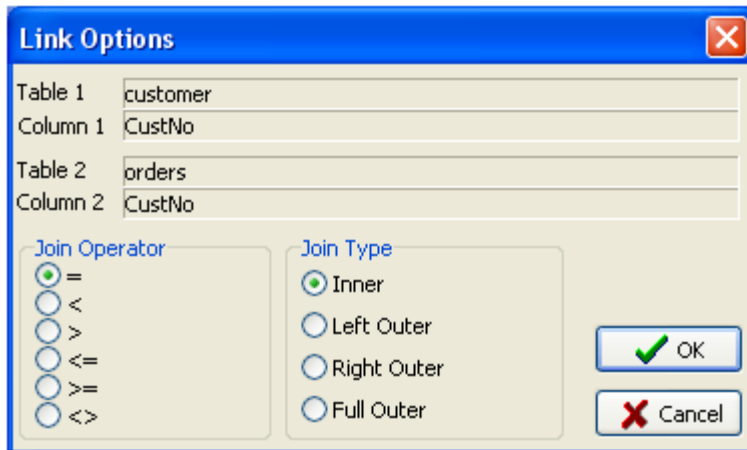 Link Options
Table 1 customer
Column 1 CustNo
Table 2 orders
Column 2 CustNo
Join Operator
=
<
>
<=
>=
<>
Join Type
Inner
Left Outer
Right Outer
Full Outer
OK
Cancel